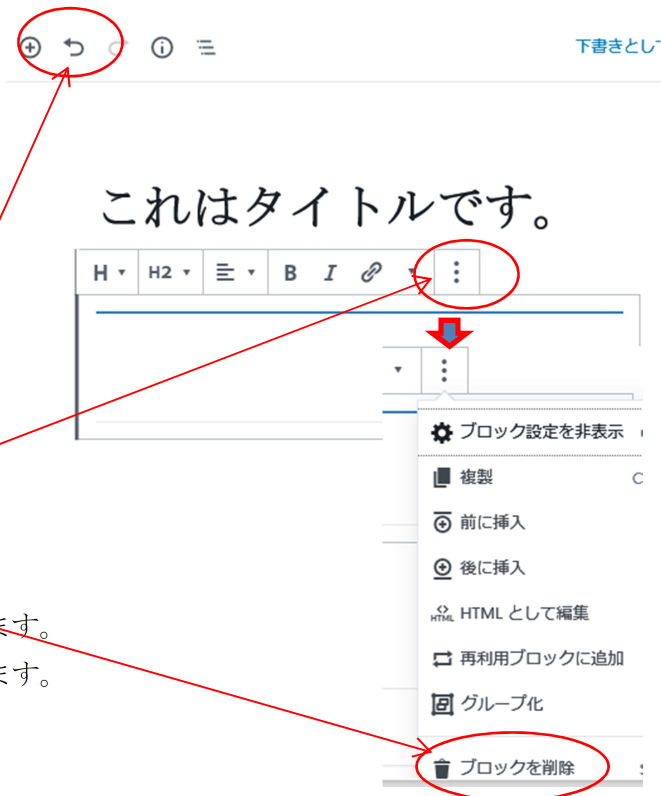 下書きとして
これはタイトルです。
H H2 B I
ブロック設定を非表示
複製 C
前に挿入
後に挿入
HTML HTML として編集
ます。
再利用ブロックに追加
ます。
グループ化
ブロックを削除